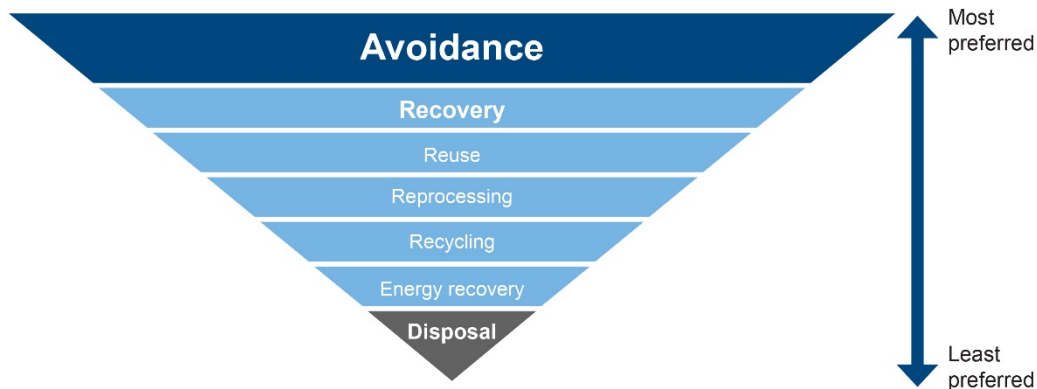 Avoidance
Most
preferred
Recovery
Reuse
Reprocessing
Recycling
Energy recovery
Disposal
Least
preferred